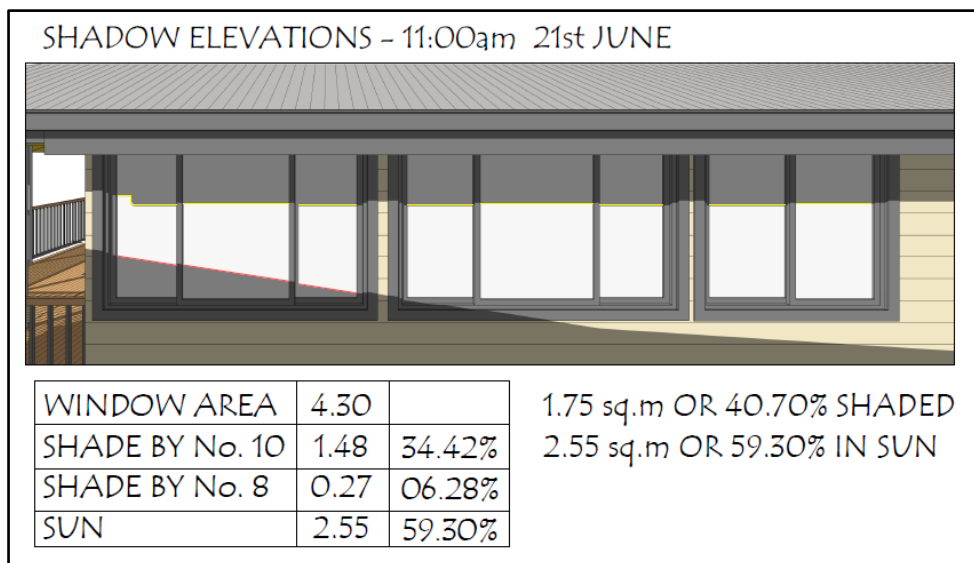 SHADOW ELEVATIONS - 11:00am 21st JUNE
WINDOW AREA 4.30
SHADE BY No. 10 1.48 34.42%
SHADE BY No. 8 0.27 06.28%
SUN 2.55 59.30%
1.75 sq.m OR 40.70% SHADED
2.55 sq.m OR 59.30% IN SUN